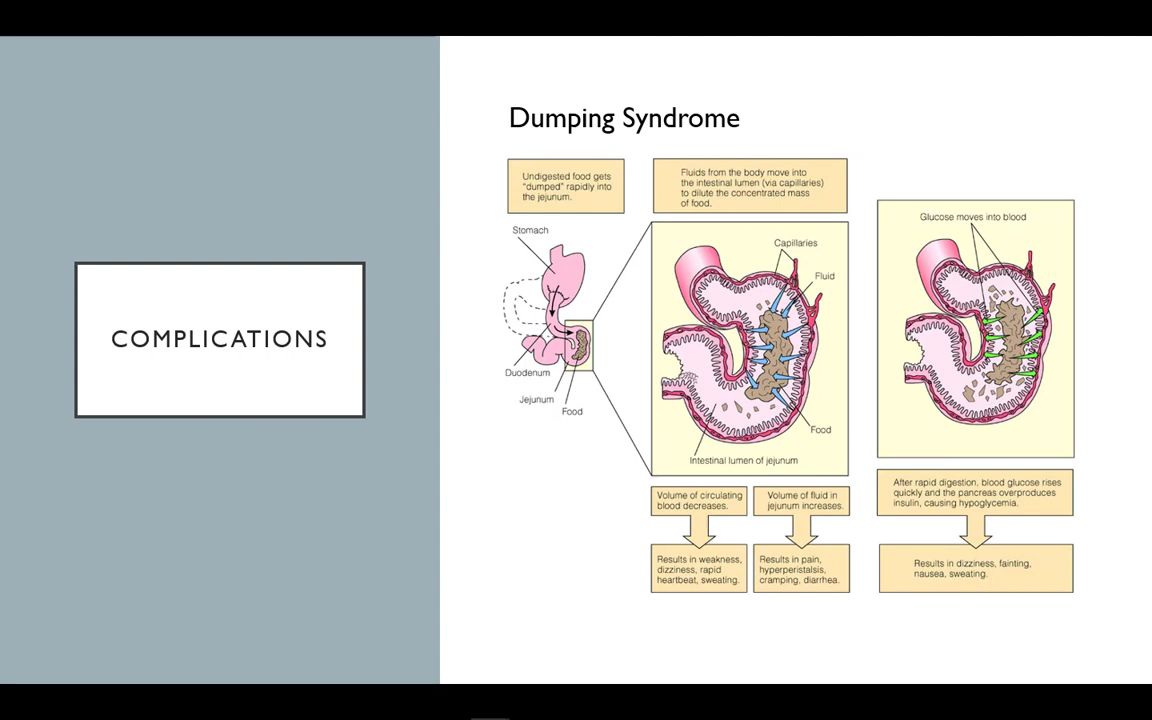 COMPLICATIONS
Dumping Syndrome
Undigested food gets
“dumped” rapidly into
the jejunum.
Stomach
Duodenum
Jejunum
Food
Fluids from the body move into
the intestinal lumen (via capillaries)
to dilute the concentrated mass
of food.
Capillaries
Fluid
Food
Intestinal lumen of jejunum
Volume of circulating
blood decreases.
Results in weakness,
dizziness, rapid
heartbeat, sweating.
Volume of fluid in
jejunum increases.
Results in pain,
hyperperistalsis,
cramping, diarrhea.
Glucose moves into blood
After rapid digestion, blood glucose rises
quickly and the pancreas overproduces
insulin, causing hypoglycemia.
Results in dizziness, fainting,
nausea, sweating.